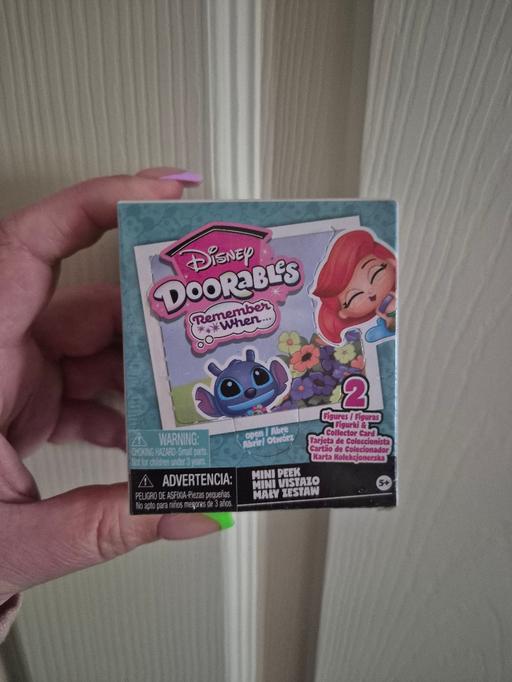 Disney
DOORABLES
Remember
When...
open / Abre
Abrir/ Otwórz
2
Figures / Figuras
Figurki &
Collector Card
Tarjeta de Coleccionista
Cartão de Colecionador
Karta Kolekcjonerska
WARNING:
CHOKING HAZARD-Small parts.
Not for children under 3 years.
ADVERTENCIA:
PELIGRO DE ASFIXIA-Piezas pequeñas.
No apto para niños menores de 3 años.
MINI PEEK
MINI VISTAZO
MAŁY ZESTAW
5+